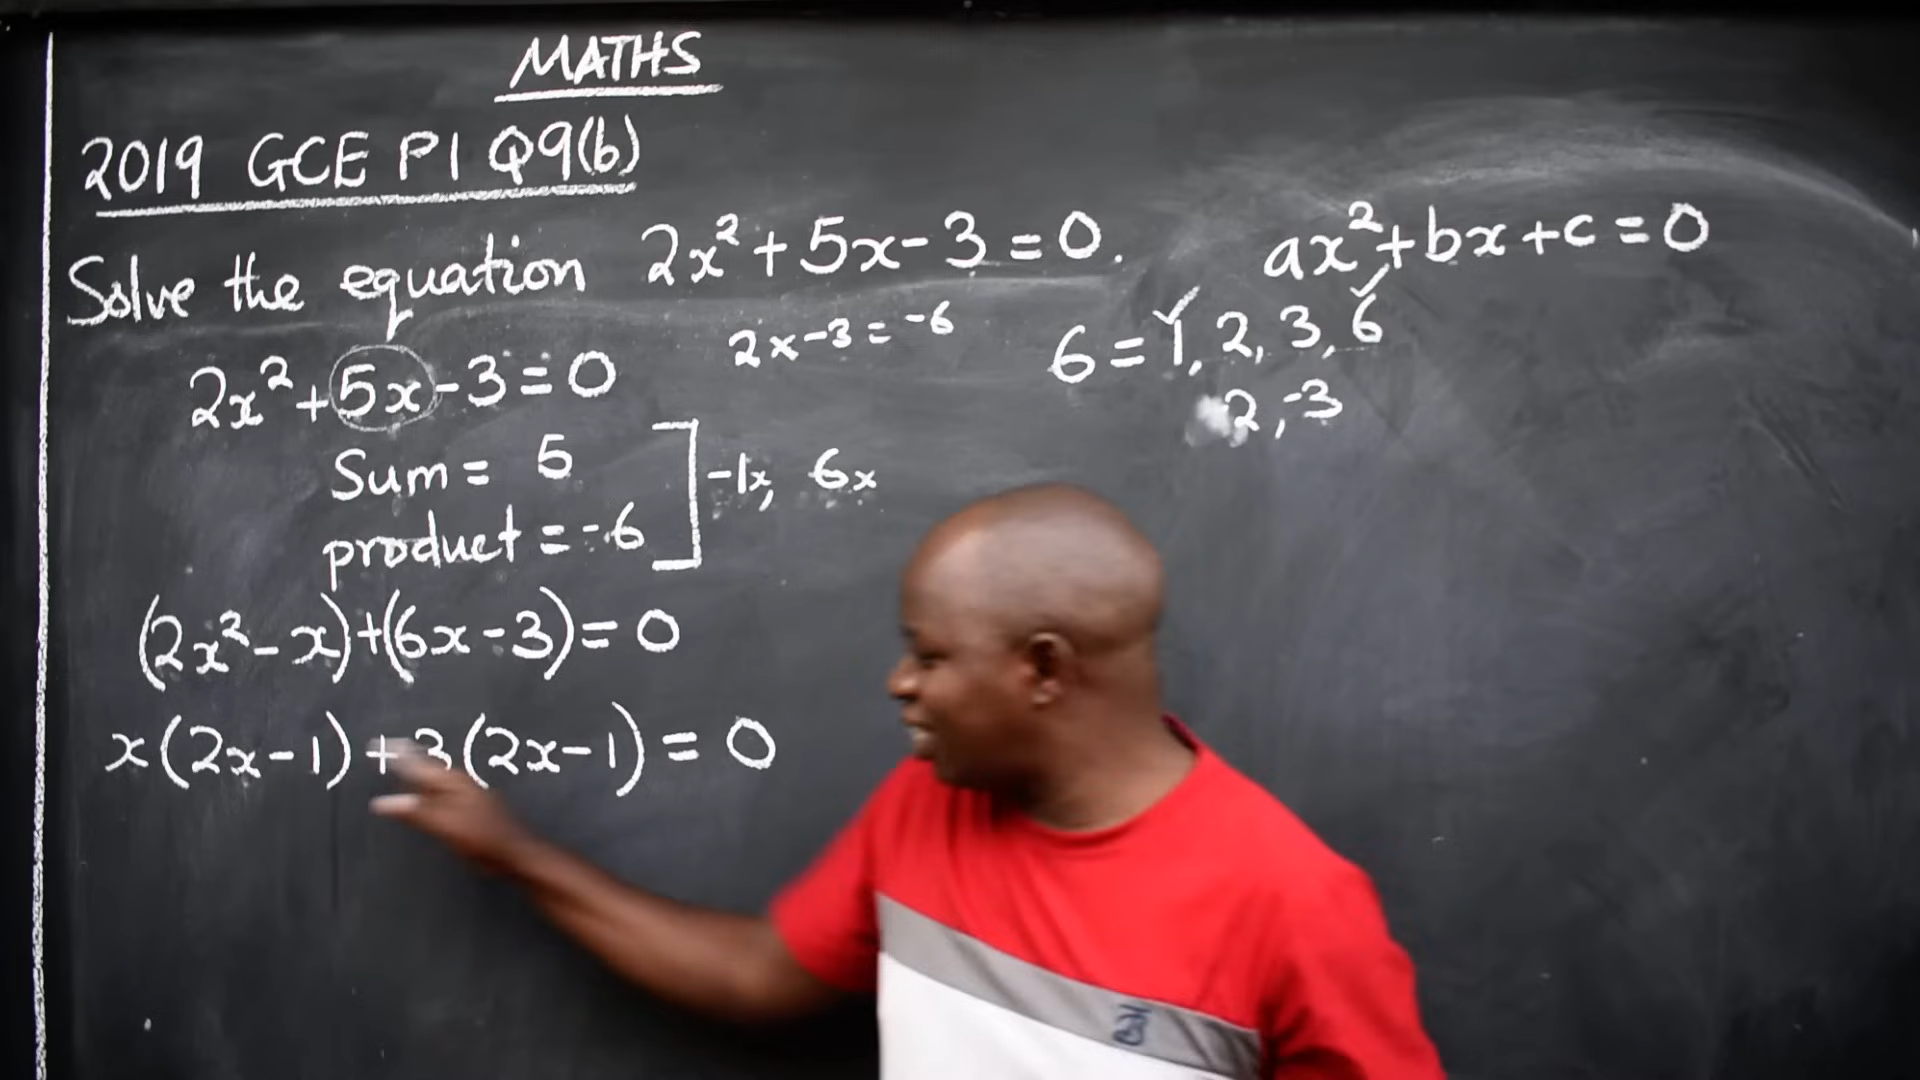 MATHS
2019 GCE P1 Q9(b)
Solve the equation 2x²+5x-3=0.
ax²+bx+c=0
2x-3=-6
6=1,2,3,6
2x²+5x-3=0
2,-3
Sum= 5
-1x, 6x
product=-6
(2x²-x)+(6x-3)=0
x(2x-1)+3(2x-1)=0